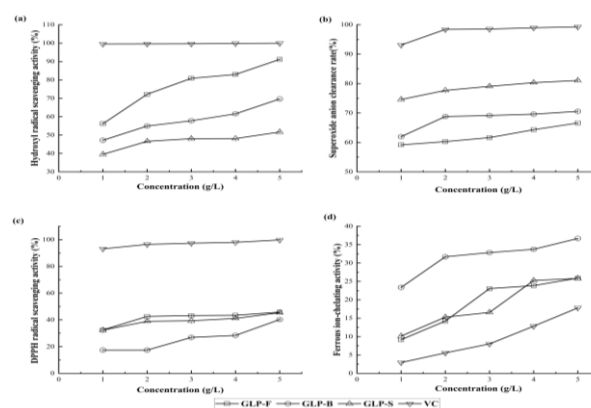 (a)
Hydroxyl radical scavenging activity (%)
110
100
90
80
70
60
50
40
30
0 1 2 3 4 5
Concentration (g/L)
(b)
Superoxide anion clearance rate(%)
100
90
80
70
60
50
0 1 2 3 4 5
Concentration (g/L)
(c)
DPPH radical scavenging activity (%)
100
80
60
40
20
0
0 1 2 3 4 5
Concentration (g/L)
(d)
Ferrous ion-chelating activity (%)
40
35
30
25
20
15
10
5
0
0 1 2 3 4 5
Concentration (g/L)
GLP-F GLP-B GLP-S VC